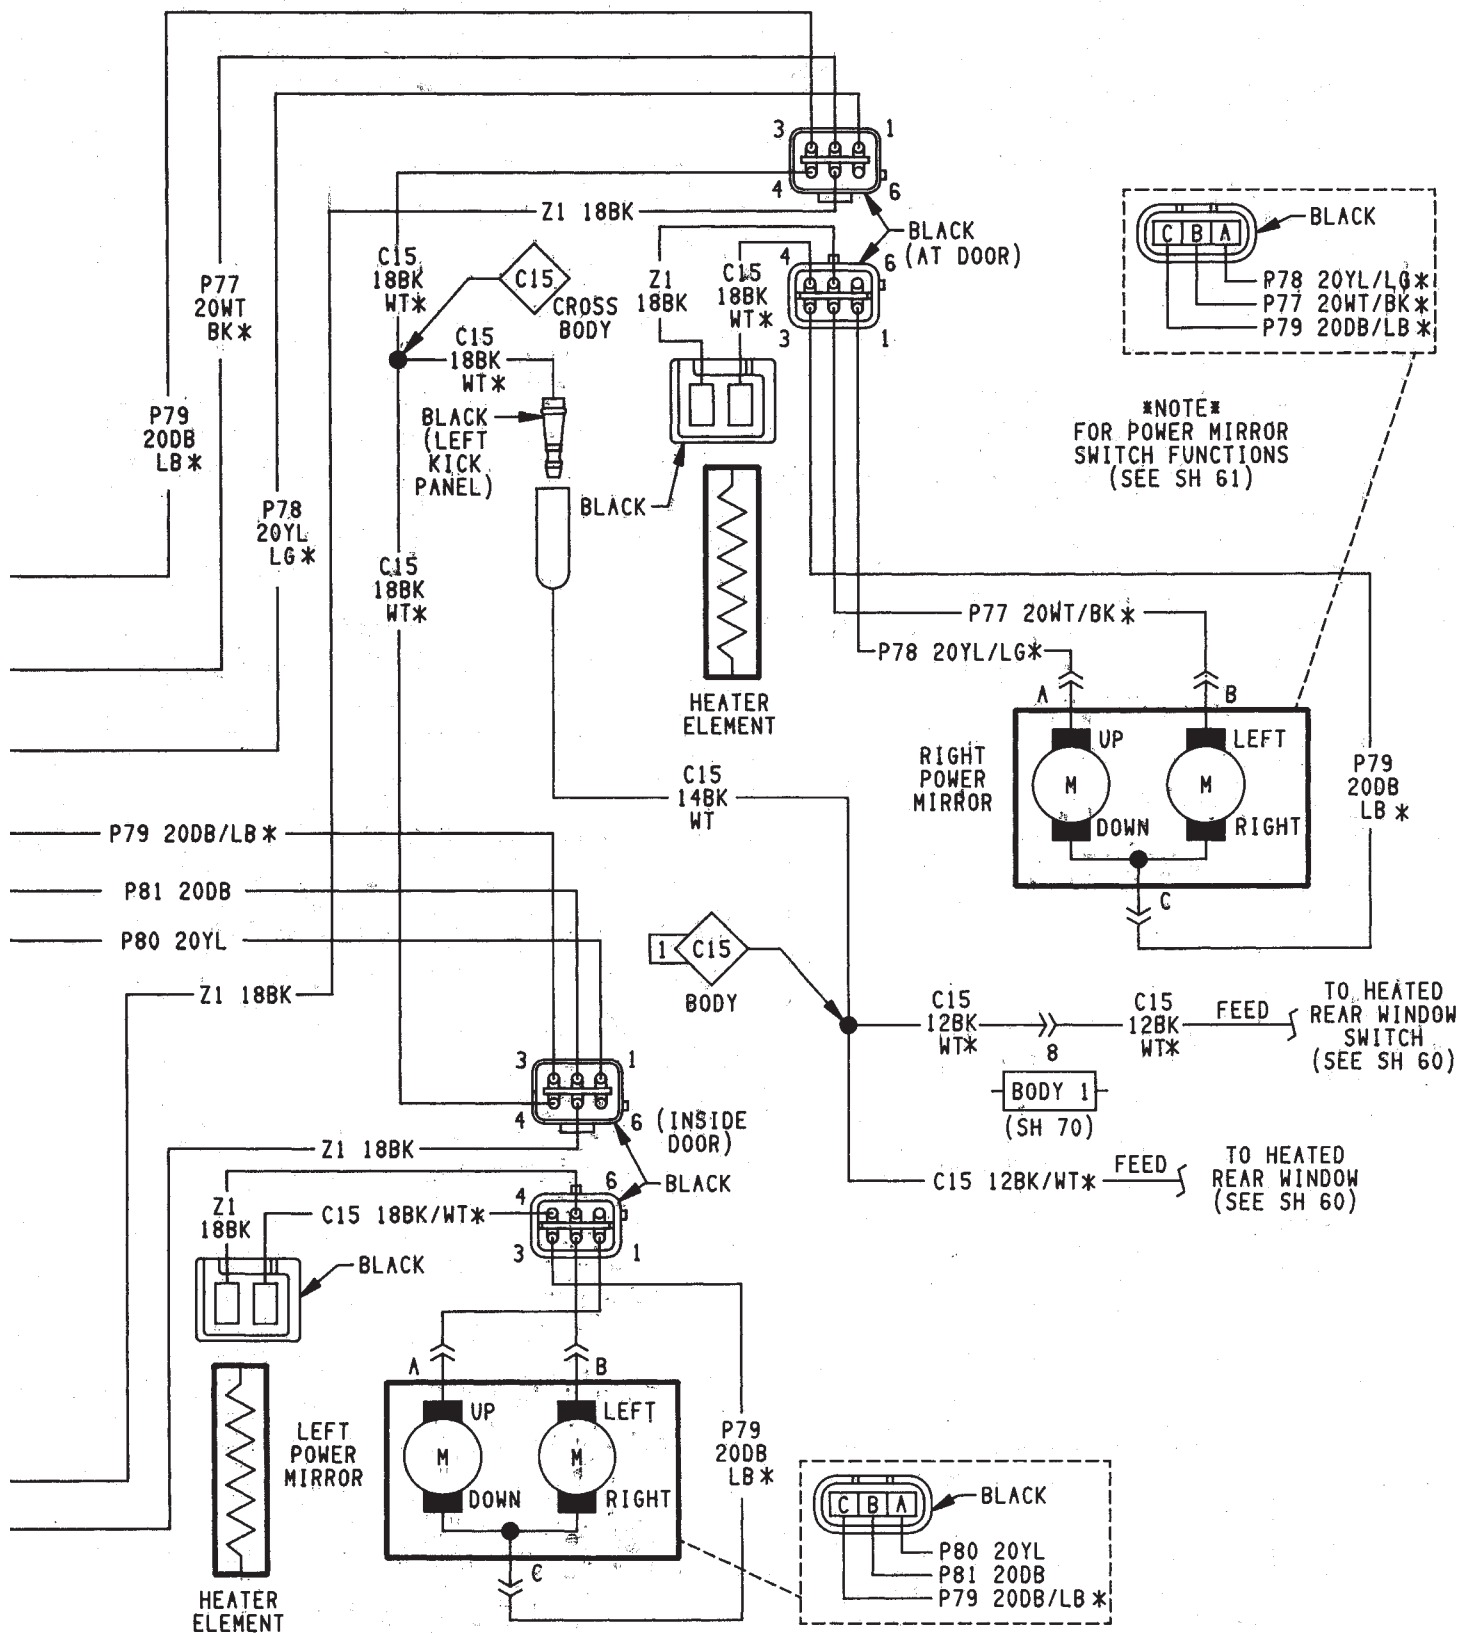 3 1
4 6
Z1 18BK
BLACK
(AT DOOR)
C15
18BK
WT*
C15
CROSS
BODY
Z1
18BK
C15
18BK
WT*
4 6
3 1
C B A
BLACK
P78 20YL/LG*
P77 20WT/BK*
P79 20DB/LB*
P77
20WT
BK*
C15
18BK
WT*
P79
20DB
LB*
BLACK
(LEFT
KICK
PANEL)
*NOTE*
FOR POWER MIRROR
SWITCH FUNCTIONS
(SEE SH 61)
P78
20YL
LG*
BLACK
C15
18BK
WT*
P77 20WT/BK*
P78 20YL/LG*
HEATER
ELEMENT
A B
UP LEFT
M M
DOWN RIGHT
C
RIGHT
POWER
MIRROR
P79
20DB
LB*
C15
14BK
WT
P79 20DB/LB*
P81 20DB
P80 20YL
Z1 18BK
1 C15
BODY
C15
12BK
WT*
8
C15
12BK
WT*
FEED
TO HEATED
REAR WINDOW
SWITCH
(SEE SH 60)
BODY 1
(SH 70)
3 1
4 6
(INSIDE
DOOR)
Z1 18BK
BLACK
C15 12BK/WT*
FEED
TO HEATED
REAR WINDOW
(SEE SH 60)
4 6
3 1
Z1
18BK
C15 18BK/WT*
BLACK
A B
UP LEFT
M M
DOWN RIGHT
C
LEFT
POWER
MIRROR
P79
20DB
LB*
HEATER
ELEMENT
C B A
BLACK
P80 20YL
P81 20DB
P79 20DB/LB*